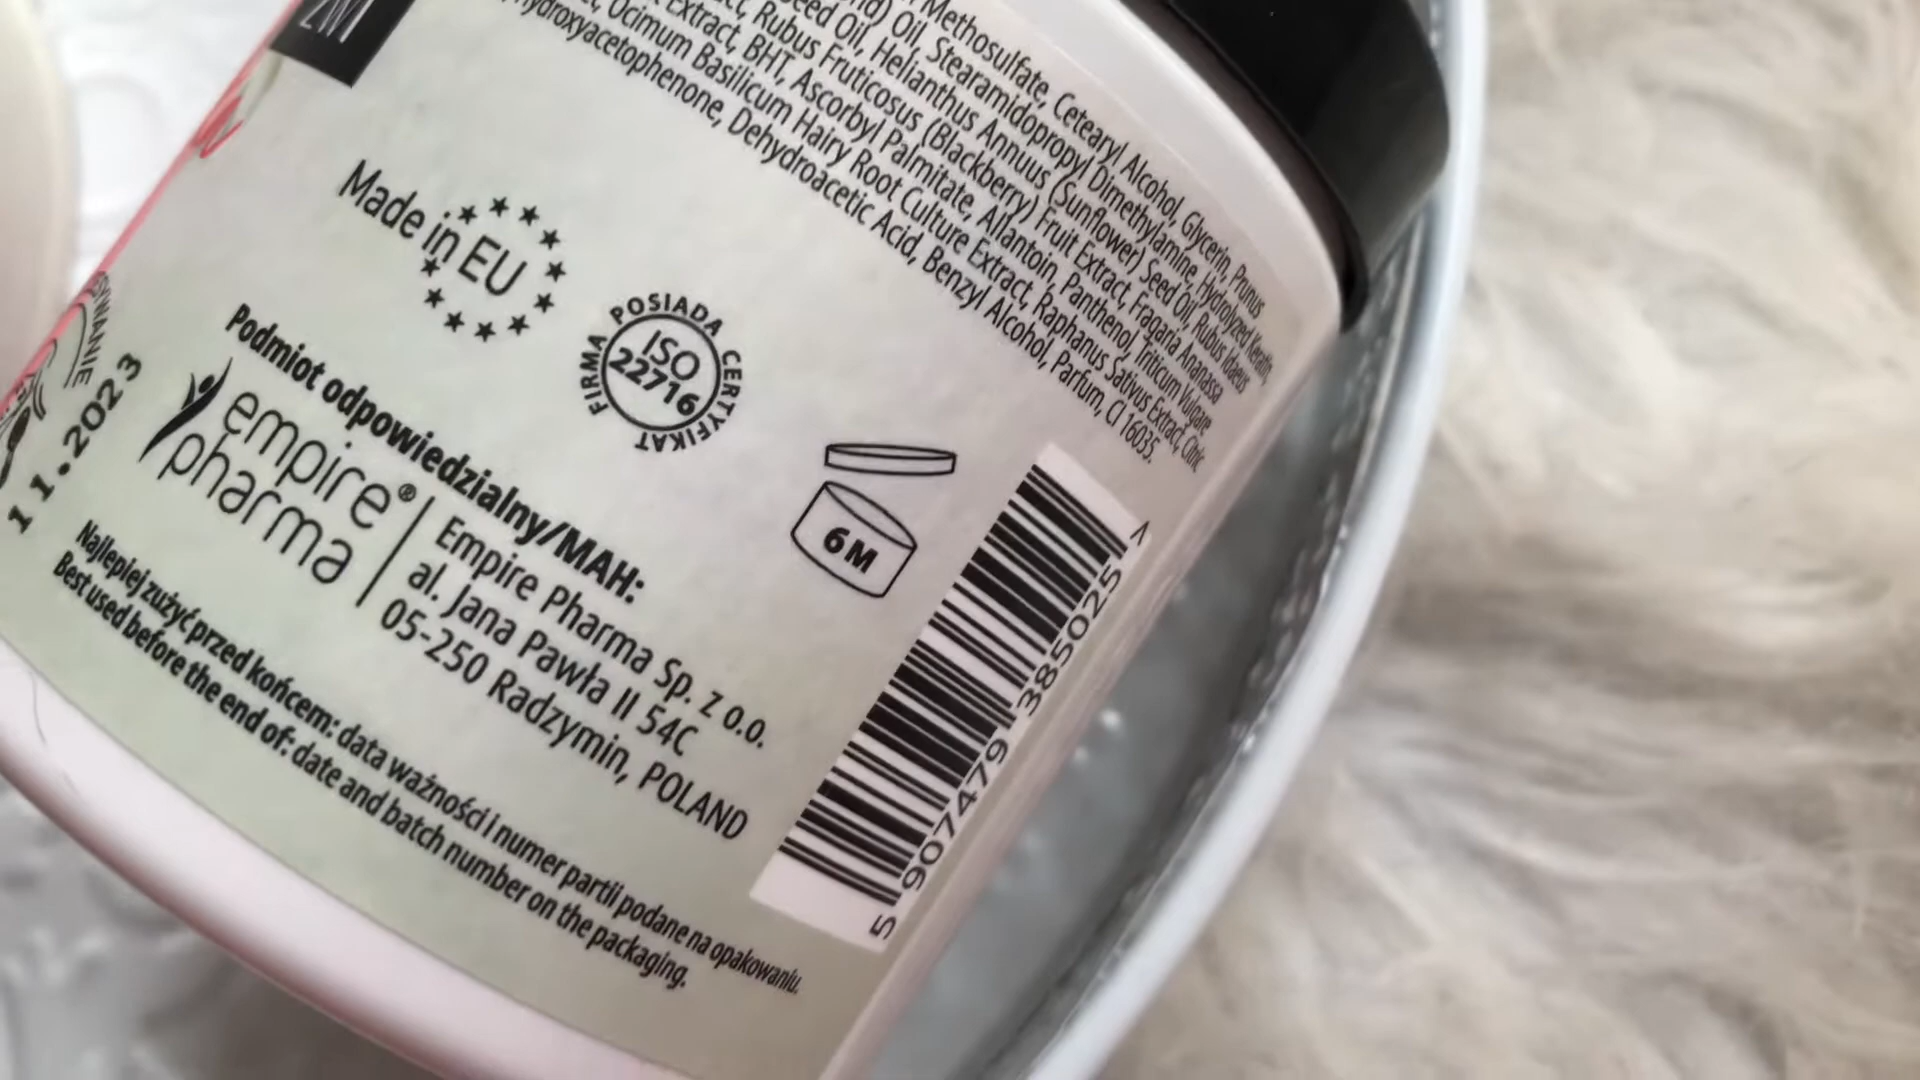 Methosulfate, Cetearyl Alcohol, Glycerin, Prunus
Oil, Stearamidopropyl Dimethylamine, Hydrolyzed Keratin,
Seed Oil, Helianthus Annuus (Sunflower) Seed Oil, Rubus Idaeus
Rubus Fruticosus (Blackberry) Fruit Extract, Fragaria Ananassa
Extract, BHT, Ascorbyl Palmitate, Allantoin, Panthenol, Triticum Vulgare
Ocimum Basilicum Hairy Root Culture Extract, Raphanus Sativus Extract, Citric
Dehydroacetic Acid, Benzyl Alcohol, Parfum, CI 16035.
Made in EU
FIRMA POSIADA CERTYFIKAT
ISO
22716
6 M
11.2023
Podmiot odpowiedzialny/MAH:
empire®
pharma
Empire Pharma Sp. z o.o.
al. Jana Pawła II 54C
05-250 Radzymin, POLAND
Najlepiej zużyć przed końcem: data ważności i numer partii podane na opakowaniu.
Best used before the end of: date and batch number on the packaging.
5 907479 385025 >